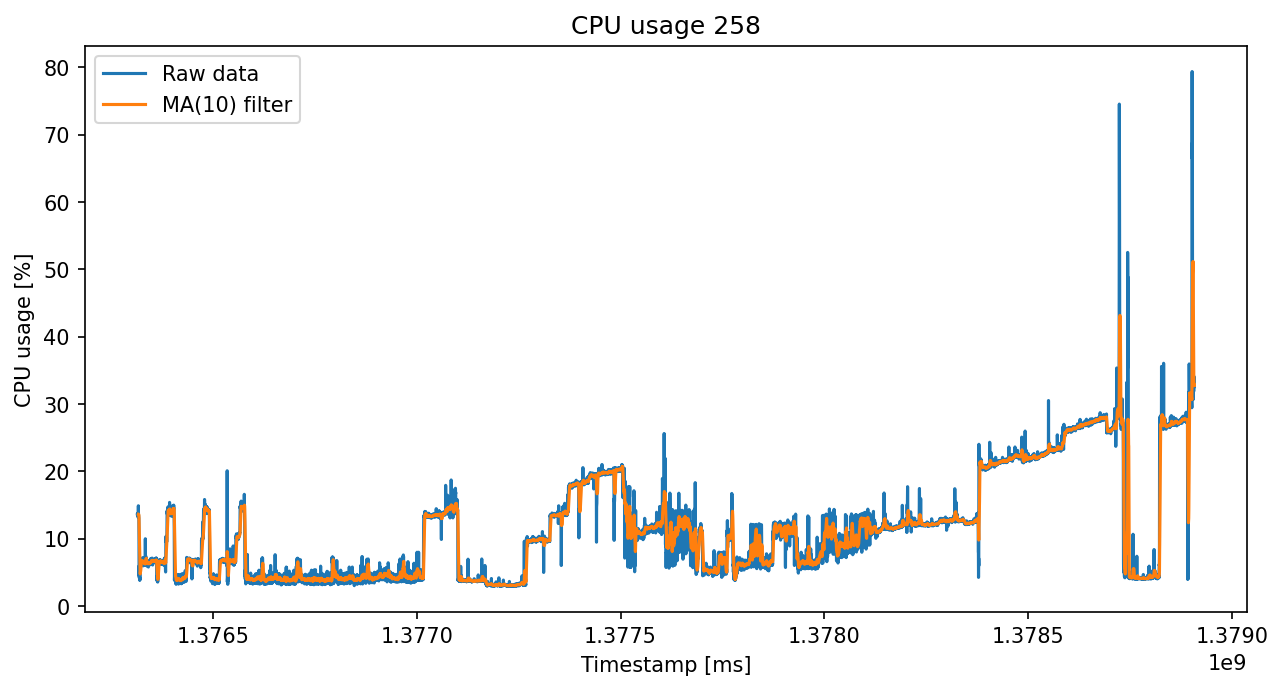 CPU usage 258
Raw data
MA(10) filter
CPU usage [%]
80
70
60
50
40
30
20
10
0
1.3765
1.3770
1.3775
1.3780
1.3785
1.3790
1e9
Timestamp [ms]